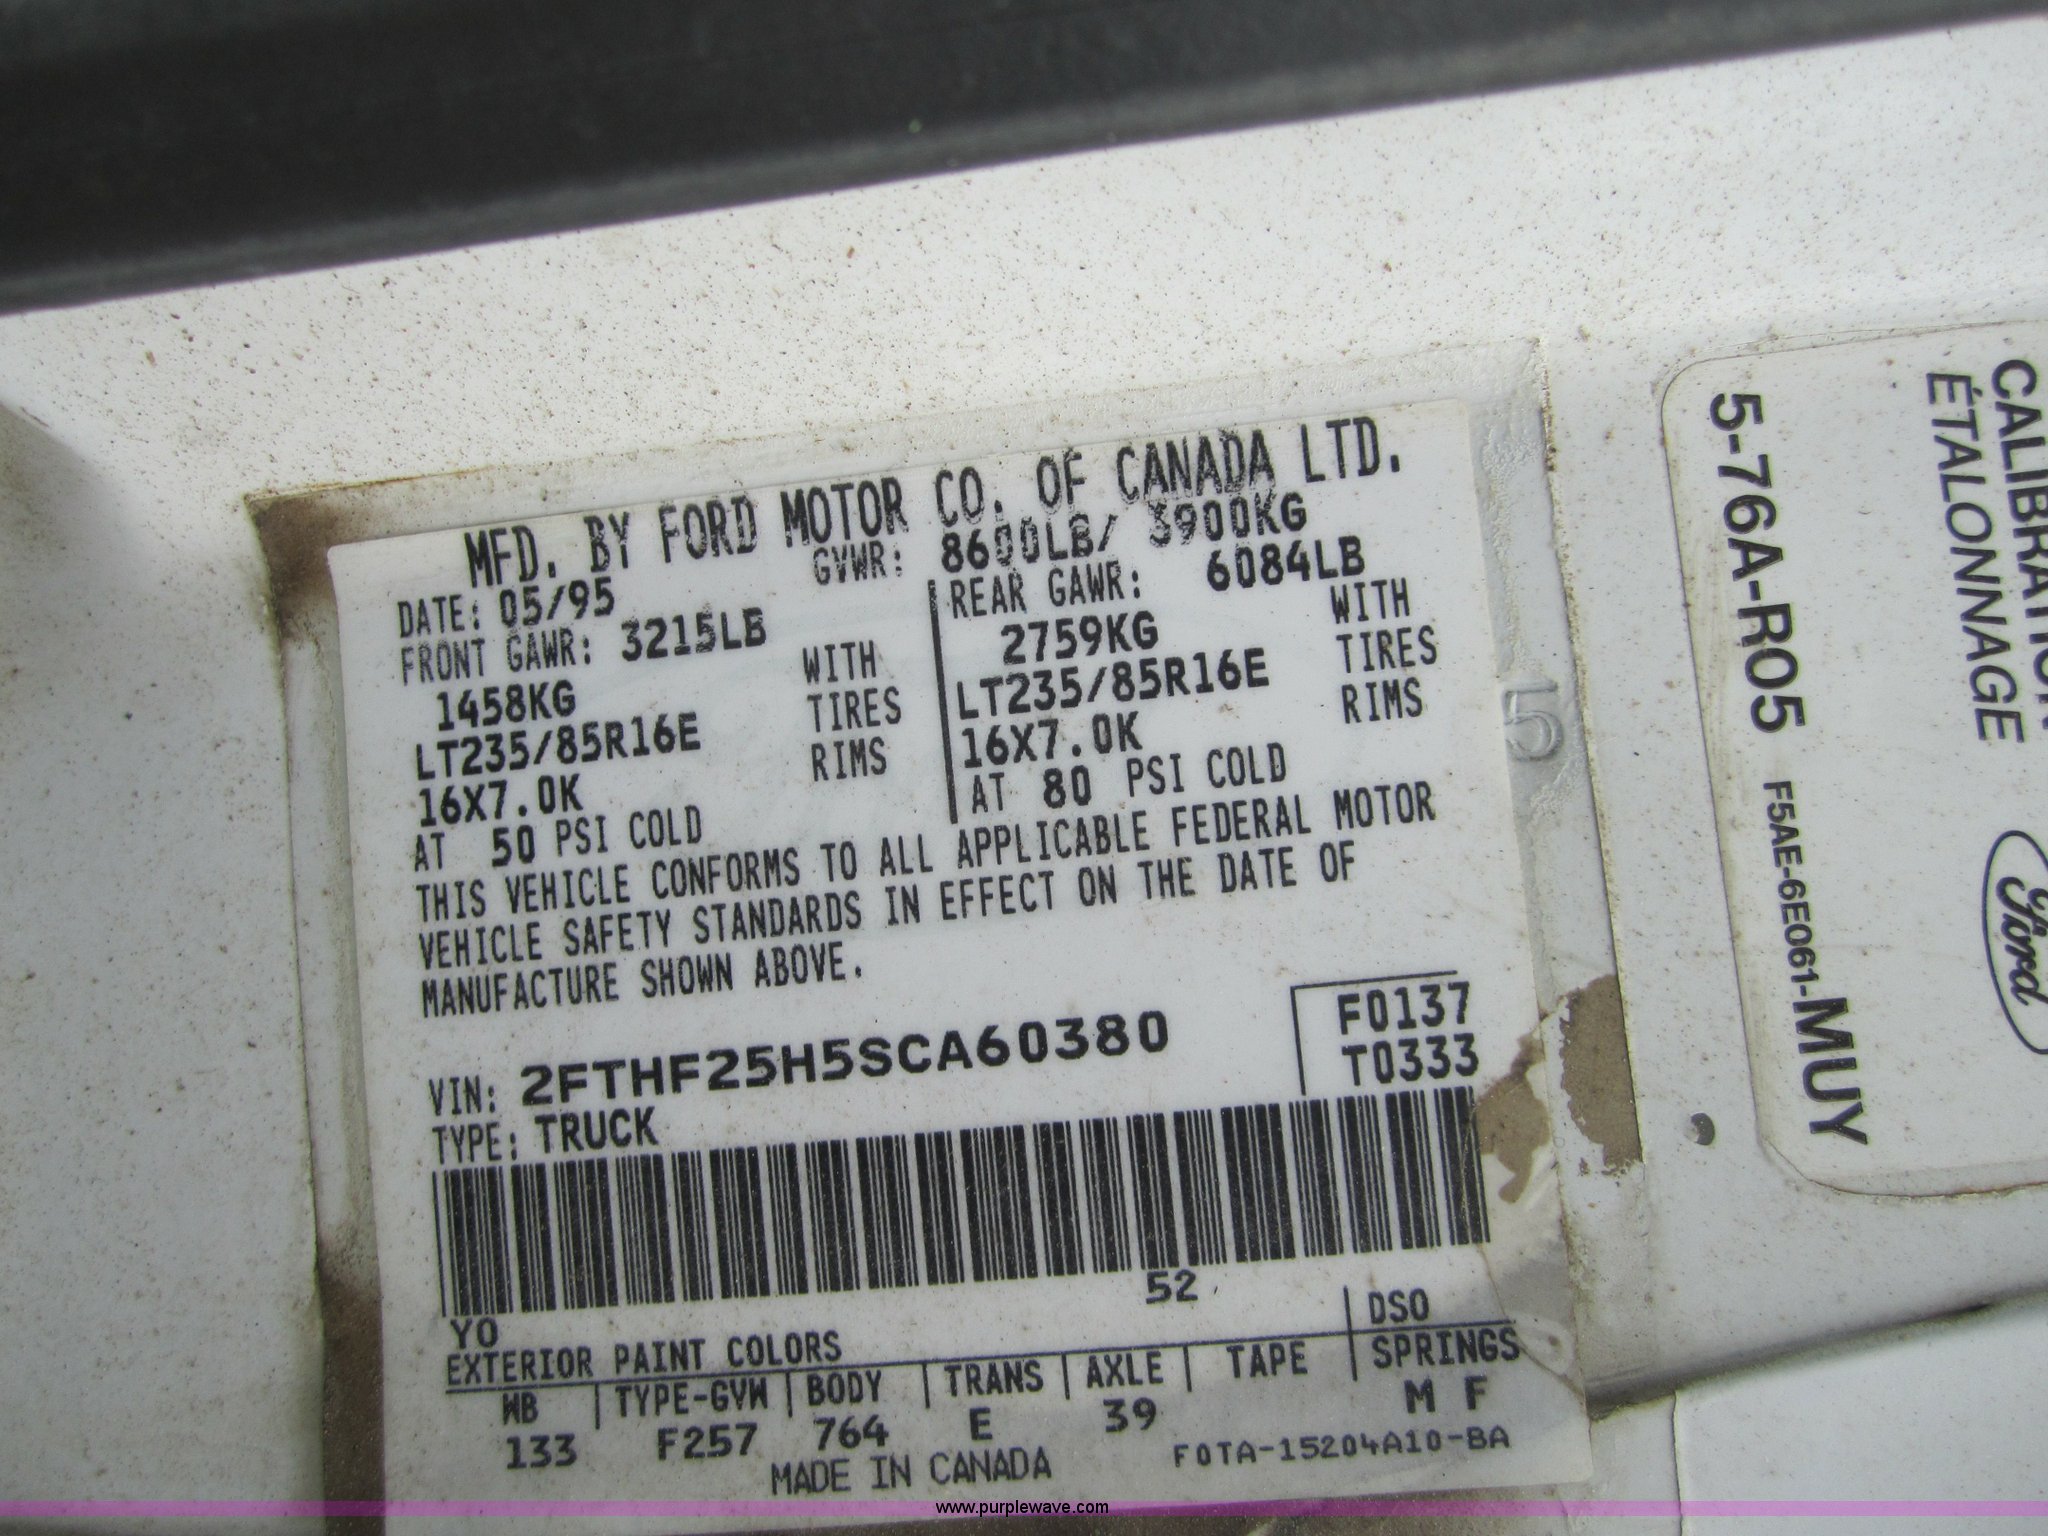 MFD. BY FORD MOTOR CO. OF CANADA LTD.
DATE: 05/95
GVWR: 8600LB/ 3900KG
FRONT GAWR: 3215LB
1458KG WITH
LT235/85R16E TIRES
16X7.0K RIMS
AT 50 PSI COLD
REAR GAWR: 6084LB
2759KG WITH
LT235/85R16E TIRES
16X7.0K RIMS
AT 80 PSI COLD
THIS VEHICLE CONFORMS TO ALL APPLICABLE FEDERAL MOTOR
VEHICLE SAFETY STANDARDS IN EFFECT ON THE DATE OF
MANUFACTURE SHOWN ABOVE.
F0137
T0333
VIN: 2FTHF25H5SCA60380
TYPE: TRUCK
52
YO
EXTERIOR PAINT COLORS
DSO
WB TYPE-GVW BODY TRANS AXLE TAPE SPRINGS
133 F257 764 E 39 M F
MADE IN CANADA
F0TA-15204A10-BA
5
CALIBRATION
ÉTALONNAGE
5-76A-R05
F5AE-6E061-MUY
Ford
www.purplewave.com